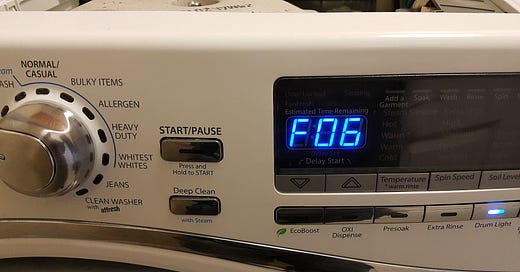 NORMAL/
CASUAL
BULKY ITEMS
ALLERGEN
HEAVY
DUTY
WHITEST
WHITES
JEANS
CLEAN WASHER
with affresh
START/PAUSE
Press and
Hold to START
Deep Clean
with Steam
Estimated Time Remaining
F06
Delay Start
Add a
Garment
Soak
Wash
Rinse
Temperature
*warm rinse
Spin Speed
Soil Level
EcoBoost
OXI
Dispense
Presoak
Extra Rinse
Drum Light